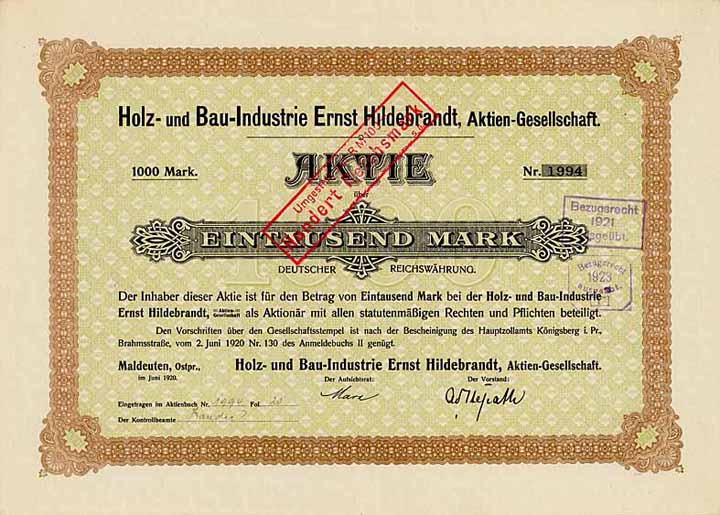 Holz- und Bau-Industrie Ernst Hildebrandt, Aktien-Gesellschaft.
1000 Mark.
AKTIE
Nr. 1994
über
EINTAUSEND MARK
DEUTSCHER REICHSWÄHRUNG.
Hundert Reichsmark
Bezugsrecht
1921
Bezugsrecht
1923
Der Inhaber dieser Aktie ist für den Betrag von Eintausend Mark bei der Holz- und Bau-Industrie
Ernst Hildebrandt, Aktien-Gesellschaft als Aktionär mit allen statutenmäßigen Rechten und Pflichten beteiligt.
Den Vorschriften über den Gesellschaftsstempel ist nach der Bescheinigung des Hauptzollamts Königsberg i. Pr.,
Brahmsstraße, vom 2. Juni 1920 Nr. 130 des Anmeldebuchs II genügt.
Maldeuten, Ostpr.,
im Juni 1920.
Holz- und Bau-Industrie Ernst Hildebrandt, Aktien-Gesellschaft.
Der Aufsichtsrat:
Der Vorstand:
Eingetragen im Aktienbuch Nr. 1994 Fol. 20
Der Kontrollbeamte